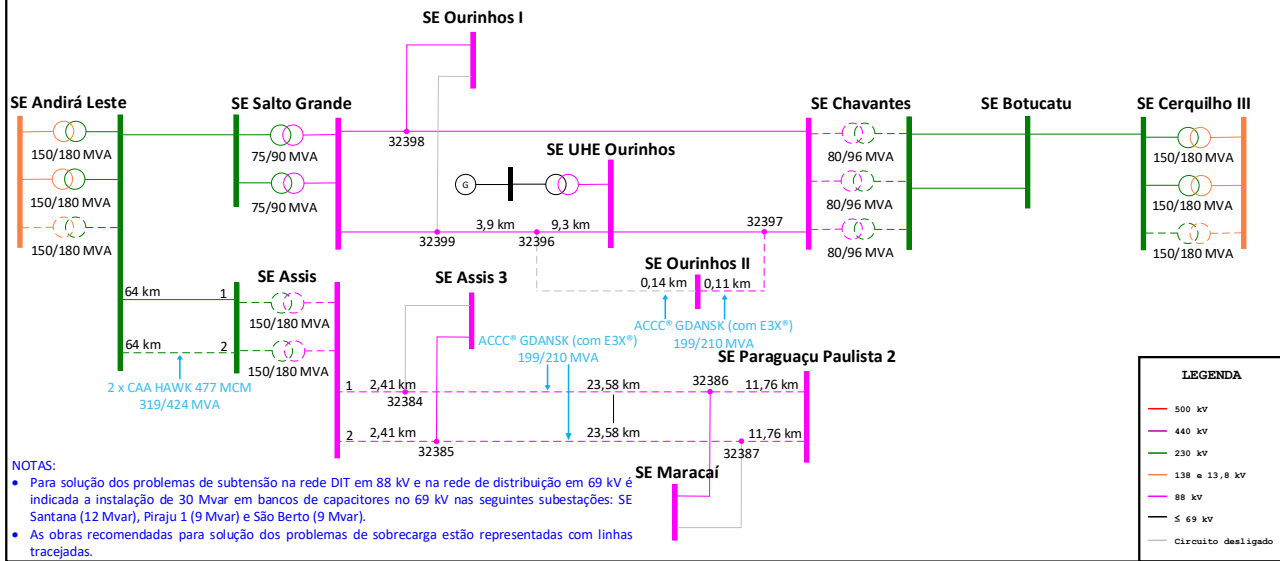 SE Ourinhos I
SE Andirá Leste
SE Salto Grande
SE Chavantes
SE Botucatu
SE Cerquilho III
150/180 MVA
150/180 MVA
150/180 MVA
75/90 MVA
75/90 MVA
32398
SE UHE Ourinhos
G
3,9 km
9,3 km
32399
32396
32397
80/96 MVA
80/96 MVA
80/96 MVA
150/180 MVA
150/180 MVA
150/180 MVA
SE Ourinhos II
0,14 km
0,11 km
ACCC® GDANSK (com E3X®)
199/210 MVA
SE Assis
SE Assis 3
64 km
1
150/180 MVA
64 km
2
150/180 MVA
2 x CAA HAWK 477 MCM
319/424 MVA
ACCC® GDANSK (com E3X®)
199/210 MVA
SE Paraguaçu Paulista 2
1
2,41 km
32384
23,58 km
32386
11,76 km
2
2,41 km
32385
23,58 km
32387
11,76 km
SE Maracaí
NOTAS:
• Para solução dos problemas de subtensão na rede DIT em 88 kV e na rede de distribuição em 69 kV é
indicada a instalação de 30 Mvar em bancos de capacitores no 69 kV nas seguintes subestações: SE
Santana (12 Mvar), Piraju 1 (9 Mvar) e São Berto (9 Mvar).
• As obras recomendadas para solução dos problemas de sobrecarga estão representadas com linhas
tracejadas.
LEGENDA
500 kV
440 kV
230 kV
138 e 13,8 kV
88 kV
≤ 69 kV
Circuito desligado